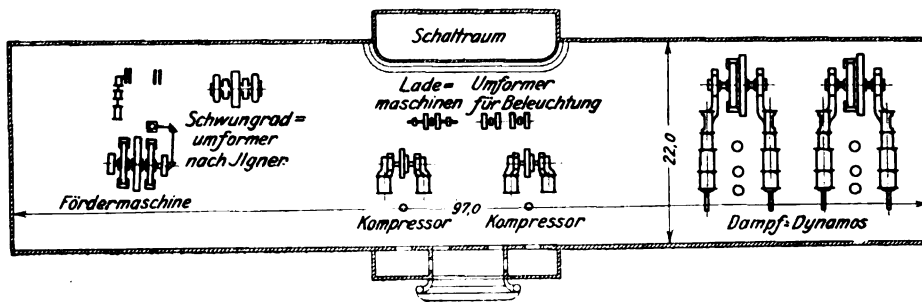 Schaltraum
Lade=
maschinen
Umformer
für Beleuchtung
Schwungrad=
umformer
nach Jlgner.
22,0
Fördermaschine
97,0
Kompressor
Kompressor
Dampf=Dynamos